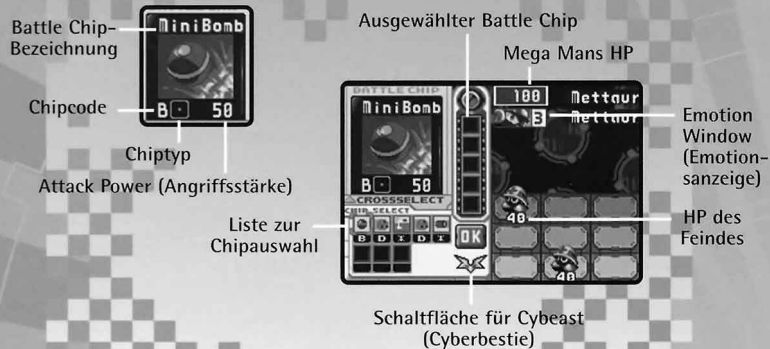 Battle Chip-
Bezeichnung
MiniBomb
Chipcode
B 50
Chiptyp
Attack Power (Angriffsstärke)
Ausgewählter Battle Chip
Mega Mans HP
BATTLE CHIP
MiniBomb
B 50
CROSSSELECT
CHIP SELECT
B D I D I
OK
100 Mettaur
3 Mettaur
40
40
Emotion
Window
(Emotion-
sanzeige)
HP des
Feindes
Liste zur
Chipauswahl
Schaltfläche für Cybeast
(Cyberbestie)